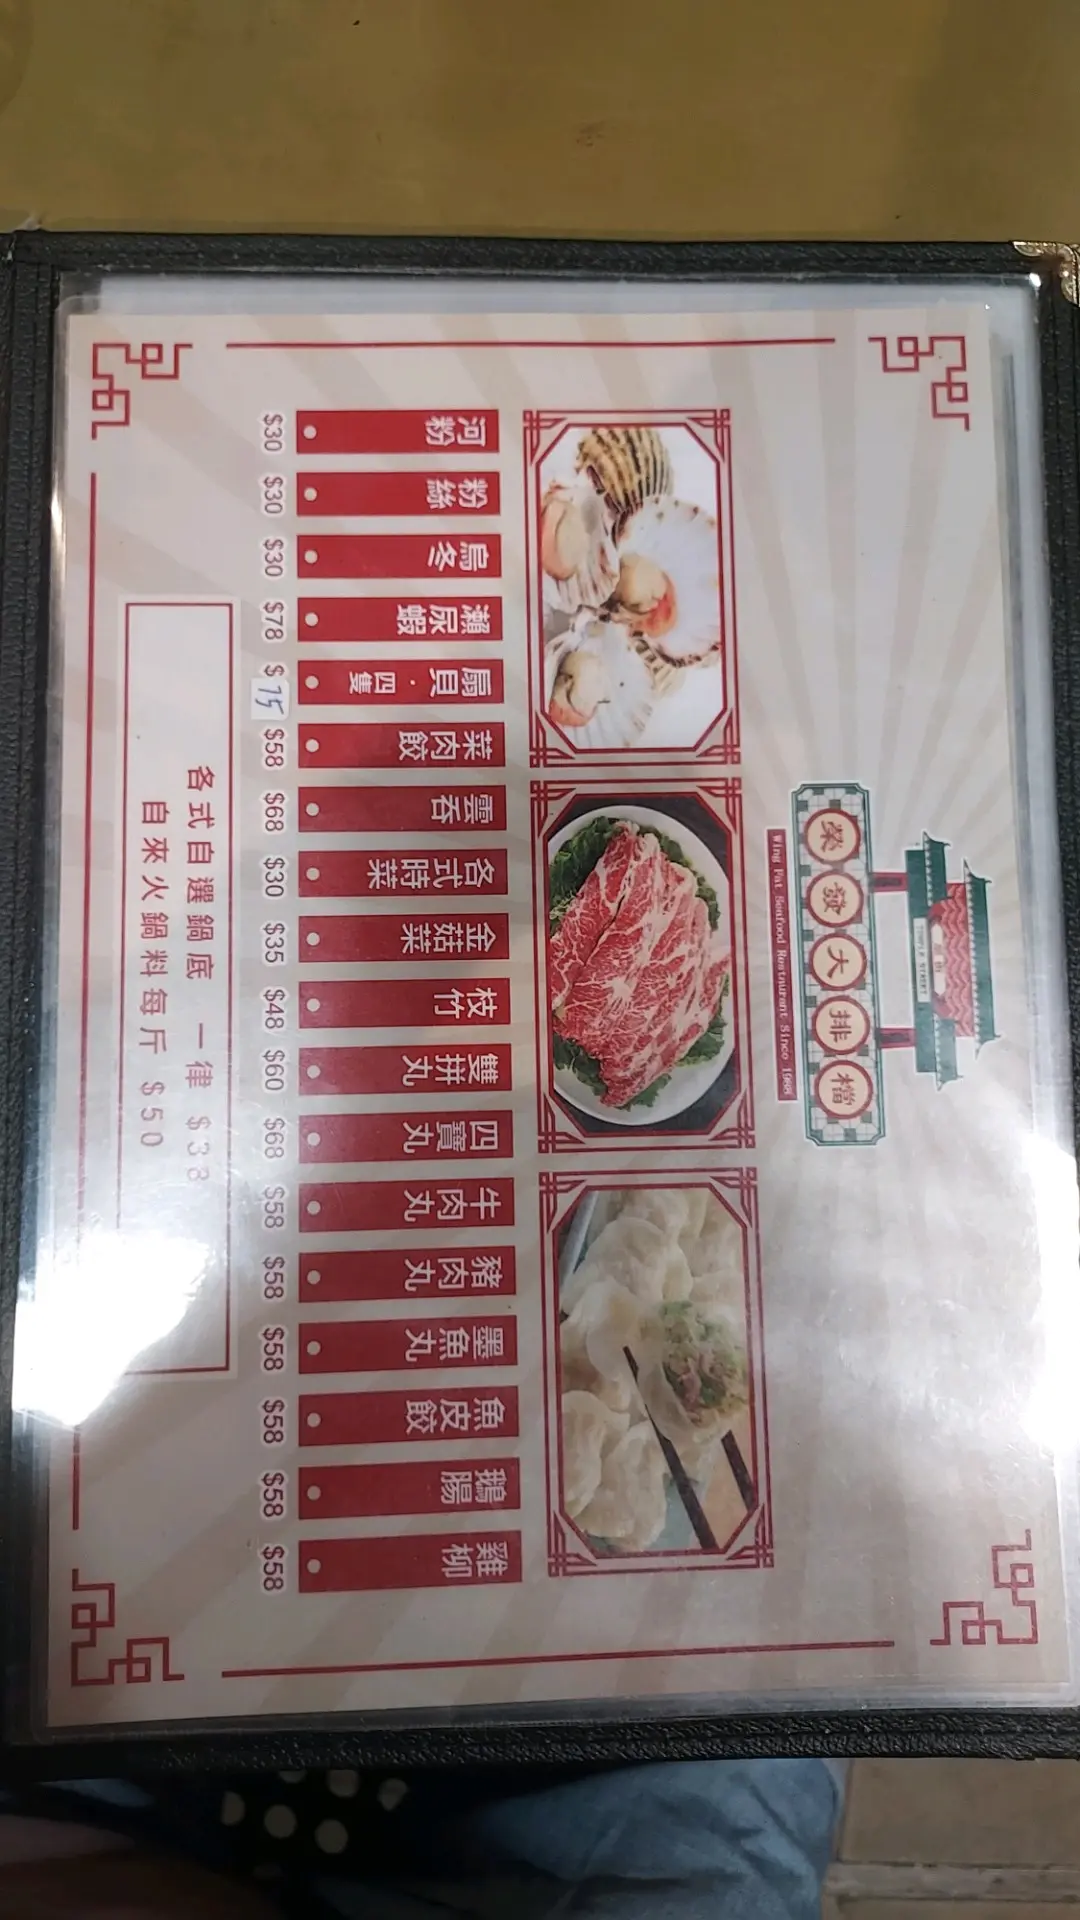 廟街
TEMPLE STREET
榮發大排檔
Wing Fat Seafood Restaurant Since
雞柳 $58
鵝腸 $58
魚皮餃 $58
墨魚丸 $58
豬肉丸 $58
牛肉丸 $58
四寶丸 $68
雙拼丸 $60
枝竹 $48
金菇菜 $35
各式時菜 $30
雲吞 $68
菜肉餃 $58
扇貝·四隻 $75
瀨尿蝦 $78
烏冬 $30
粉絲 $30
河粉 $30
各式自選鍋底 一律 $38
自來火鍋料每斤 $50